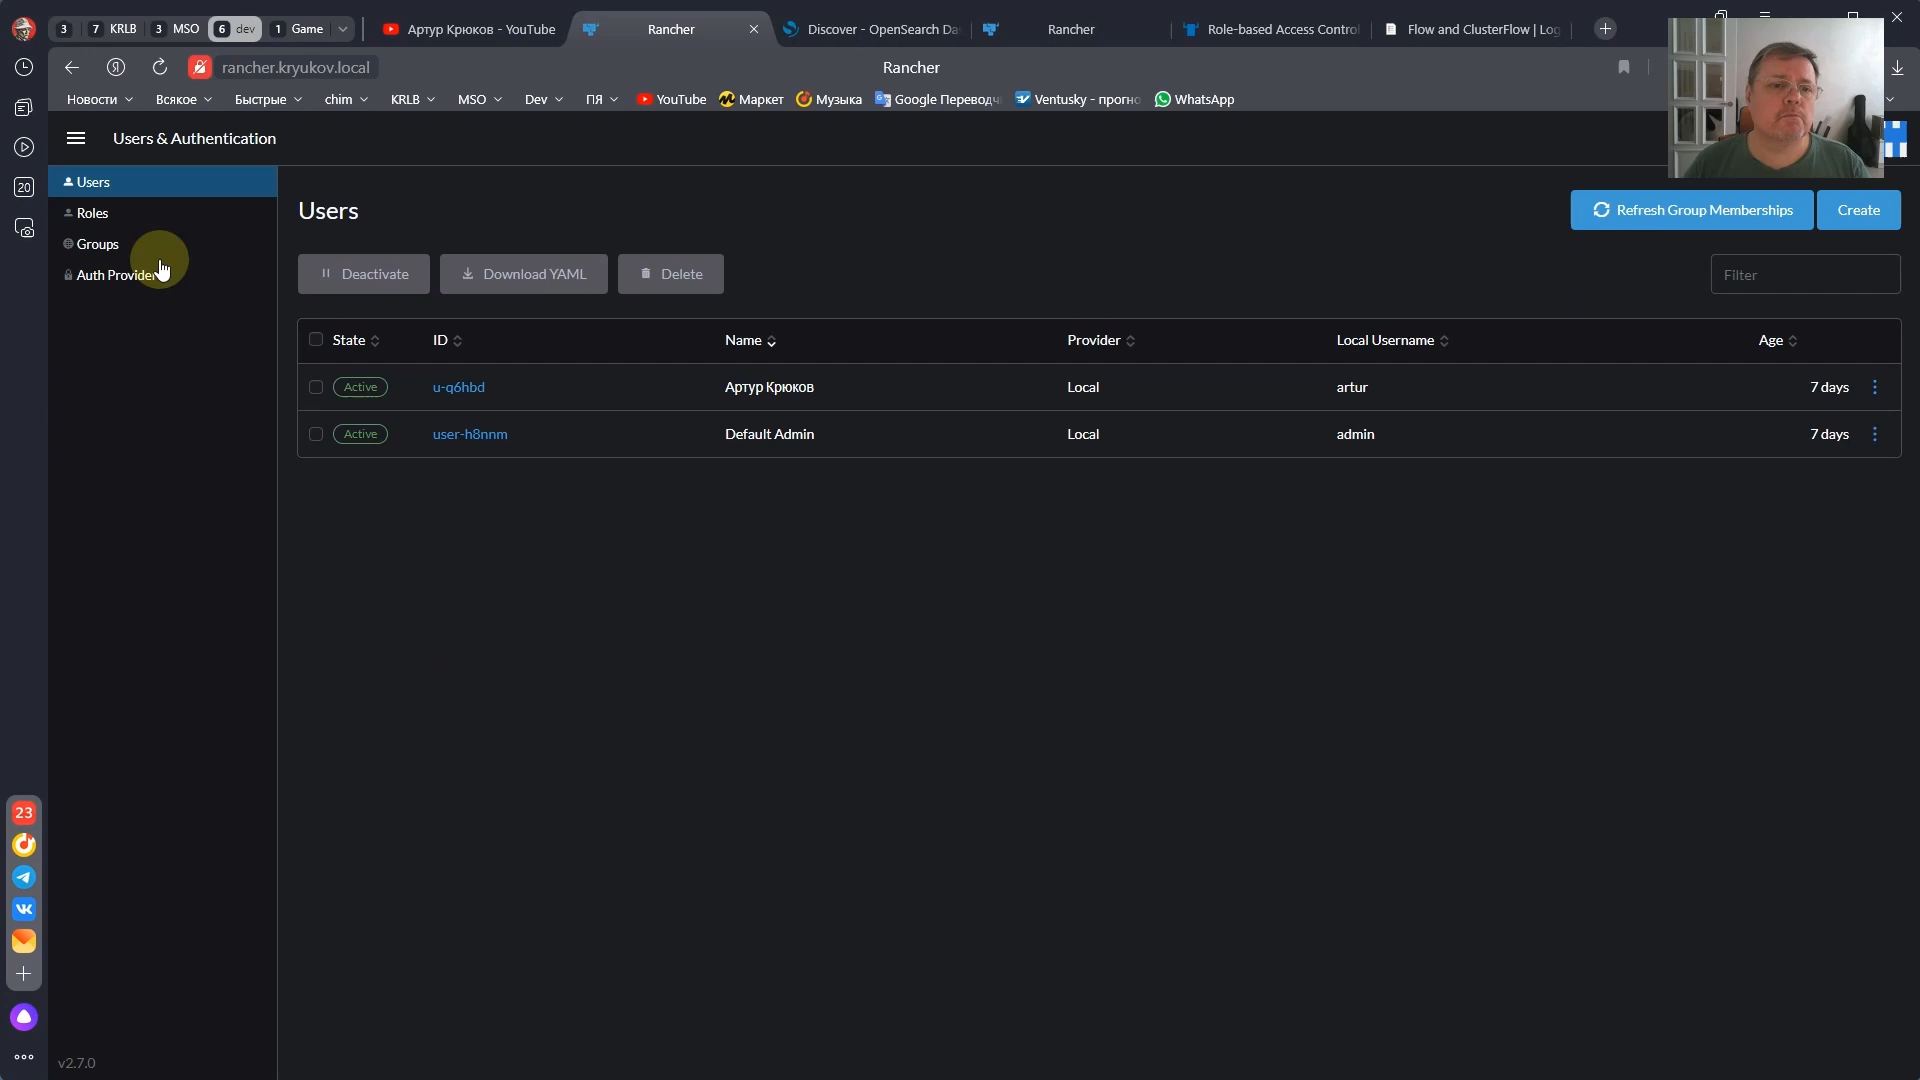 3
7 KRLB
3 MSO
6 dev
1 Game
Артур Крюков - YouTube
Rancher
Discover - OpenSearch Da
Rancher
Role-based Access Control
Flow and ClusterFlow | Log
Я
rancher.kryukov.local
Rancher
Новости
Всякое
Быстрые
chim
KRLB
MSO
Dev
ПЯ
YouTube
Маркет
Музыка
Google Переводч
Ventusky - прогно
WhatsApp
20
Users & Authentication
Users
Roles
Groups
Auth Provider
Users
Refresh Group Memberships
Create
Deactivate
Download YAML
Delete
Filter
State ID Name Provider Local Username Age
Active u-q6hbd Артур Крюков Local artur 7 days
Active user-h8nnm Default Admin Local admin 7 days
23
v2.7.0